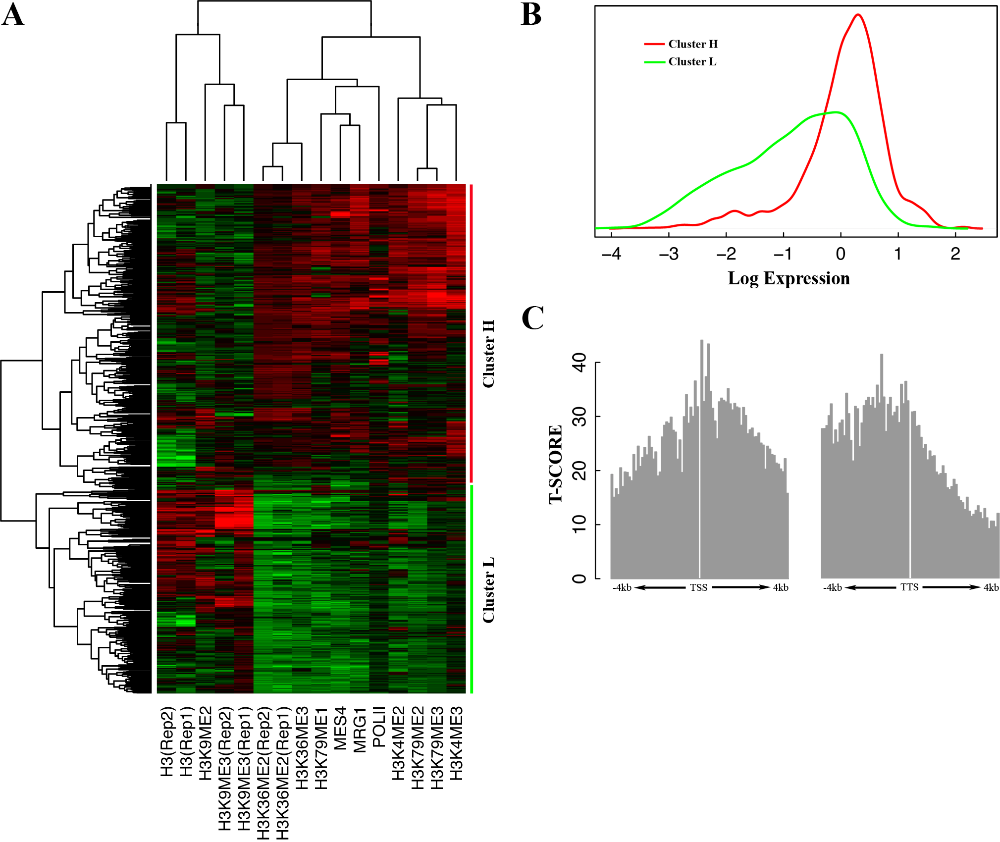 A
B
Cluster H
Cluster L
−4 −3 −2 −1 0 1 2
Log Expression
Cluster H
Cluster L
C
T-SCORE
40
30
20
10
0
-4kb TSS 4kb
-4kb TTS 4kb
H3(Rep2)
H3(Rep1)
H3K9ME2
H3K9ME3(Rep2)
H3K9ME3(Rep1)
H3K36ME2(Rep2)
H3K36ME2(Rep1)
H3K36ME3
H3K79ME1
MES4
MRG1
POLII
H3K4ME2
H3K79ME2
H3K79ME3
H3K4ME3